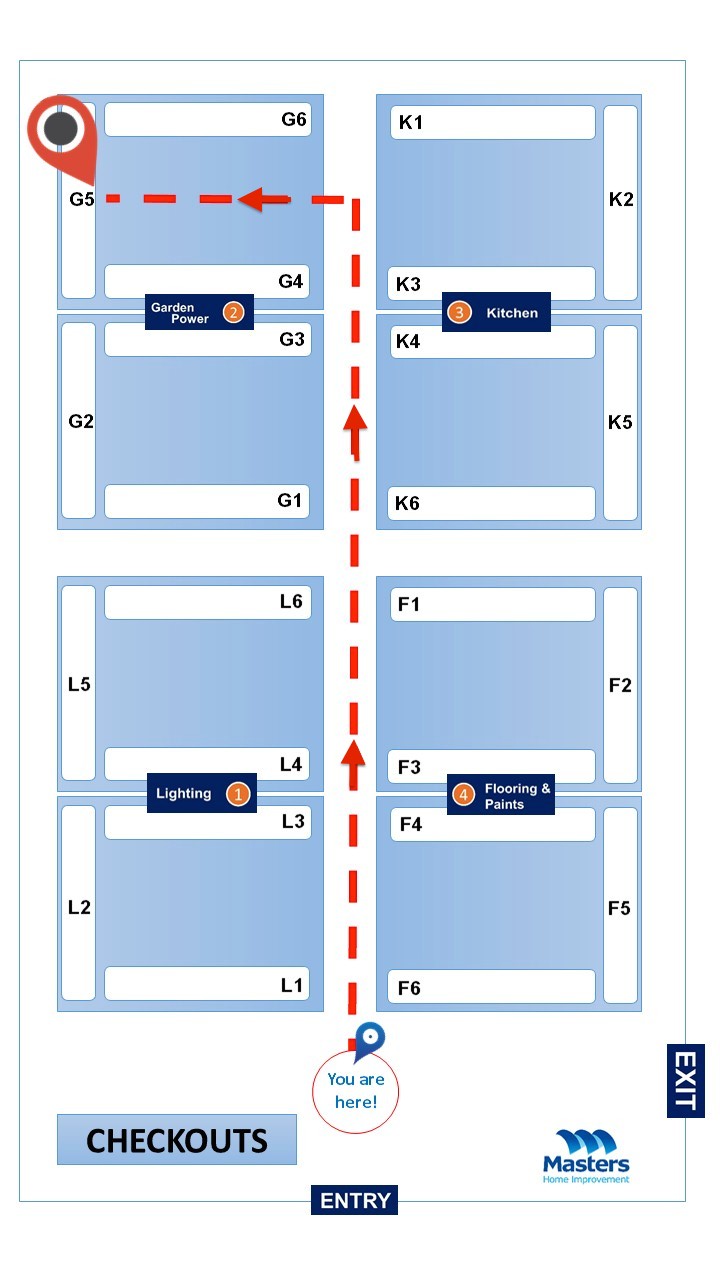 G6
K1
G5
K2
G4
K3
Garden
Power
2
3
Kitchen
G3
K4
G2
K5
G1
K6
L6
F1
L5
F2
L4
F3
Lighting
1
4
Flooring &
Paints
L3
F4
L2
F5
L1
F6
You are
here!
EXIT
CHECKOUTS
Masters
Home Improvement
ENTRY